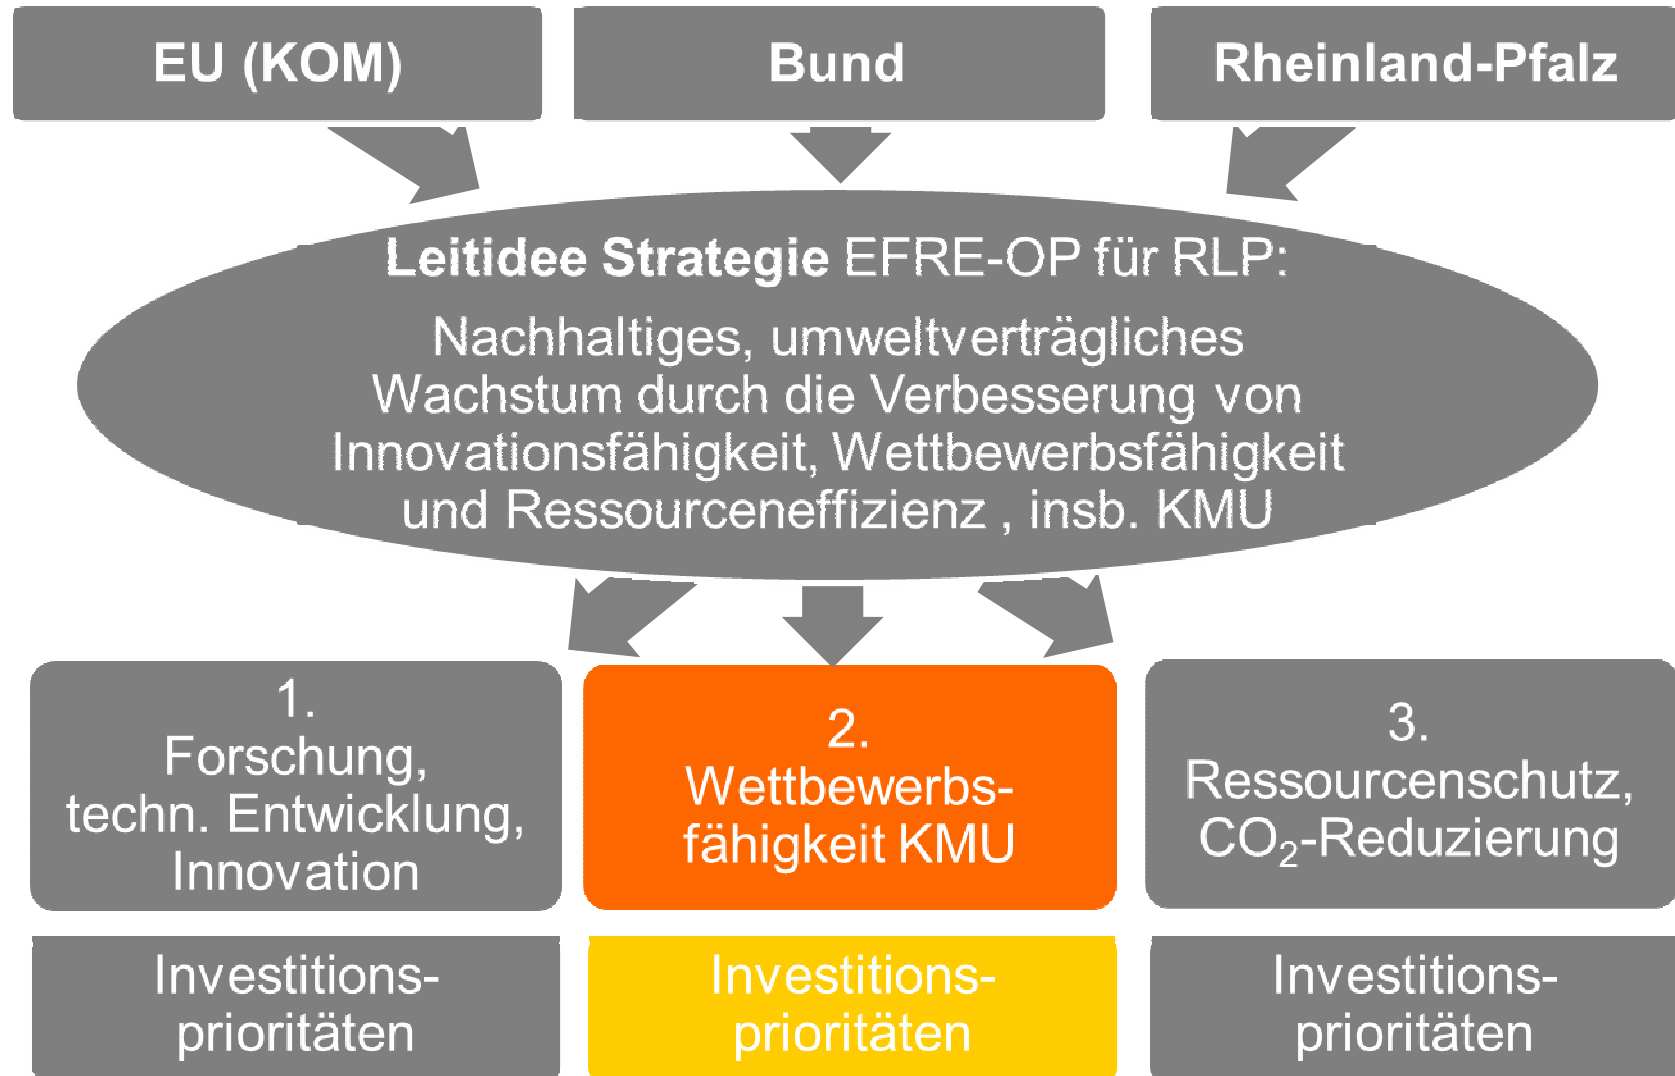 EU (KOM)
Bund
Rheinland-Pfalz
Leitidee Strategie EFRE-OP für RLP:
Nachhaltiges, umweltverträgliches
Wachstum durch die Verbesserung von
Innovationsfähigkeit, Wettbewerbsfähigkeit
und Ressourceneffizienz , insb. KMU
1.
Forschung,
techn. Entwicklung,
Innovation
2.
Wettbewerbs-
fähigkeit KMU
3.
Ressourcenschutz,
CO₂-Reduzierung
Investitions-
prioritäten
Investitions-
prioritäten
Investitions-
prioritäten